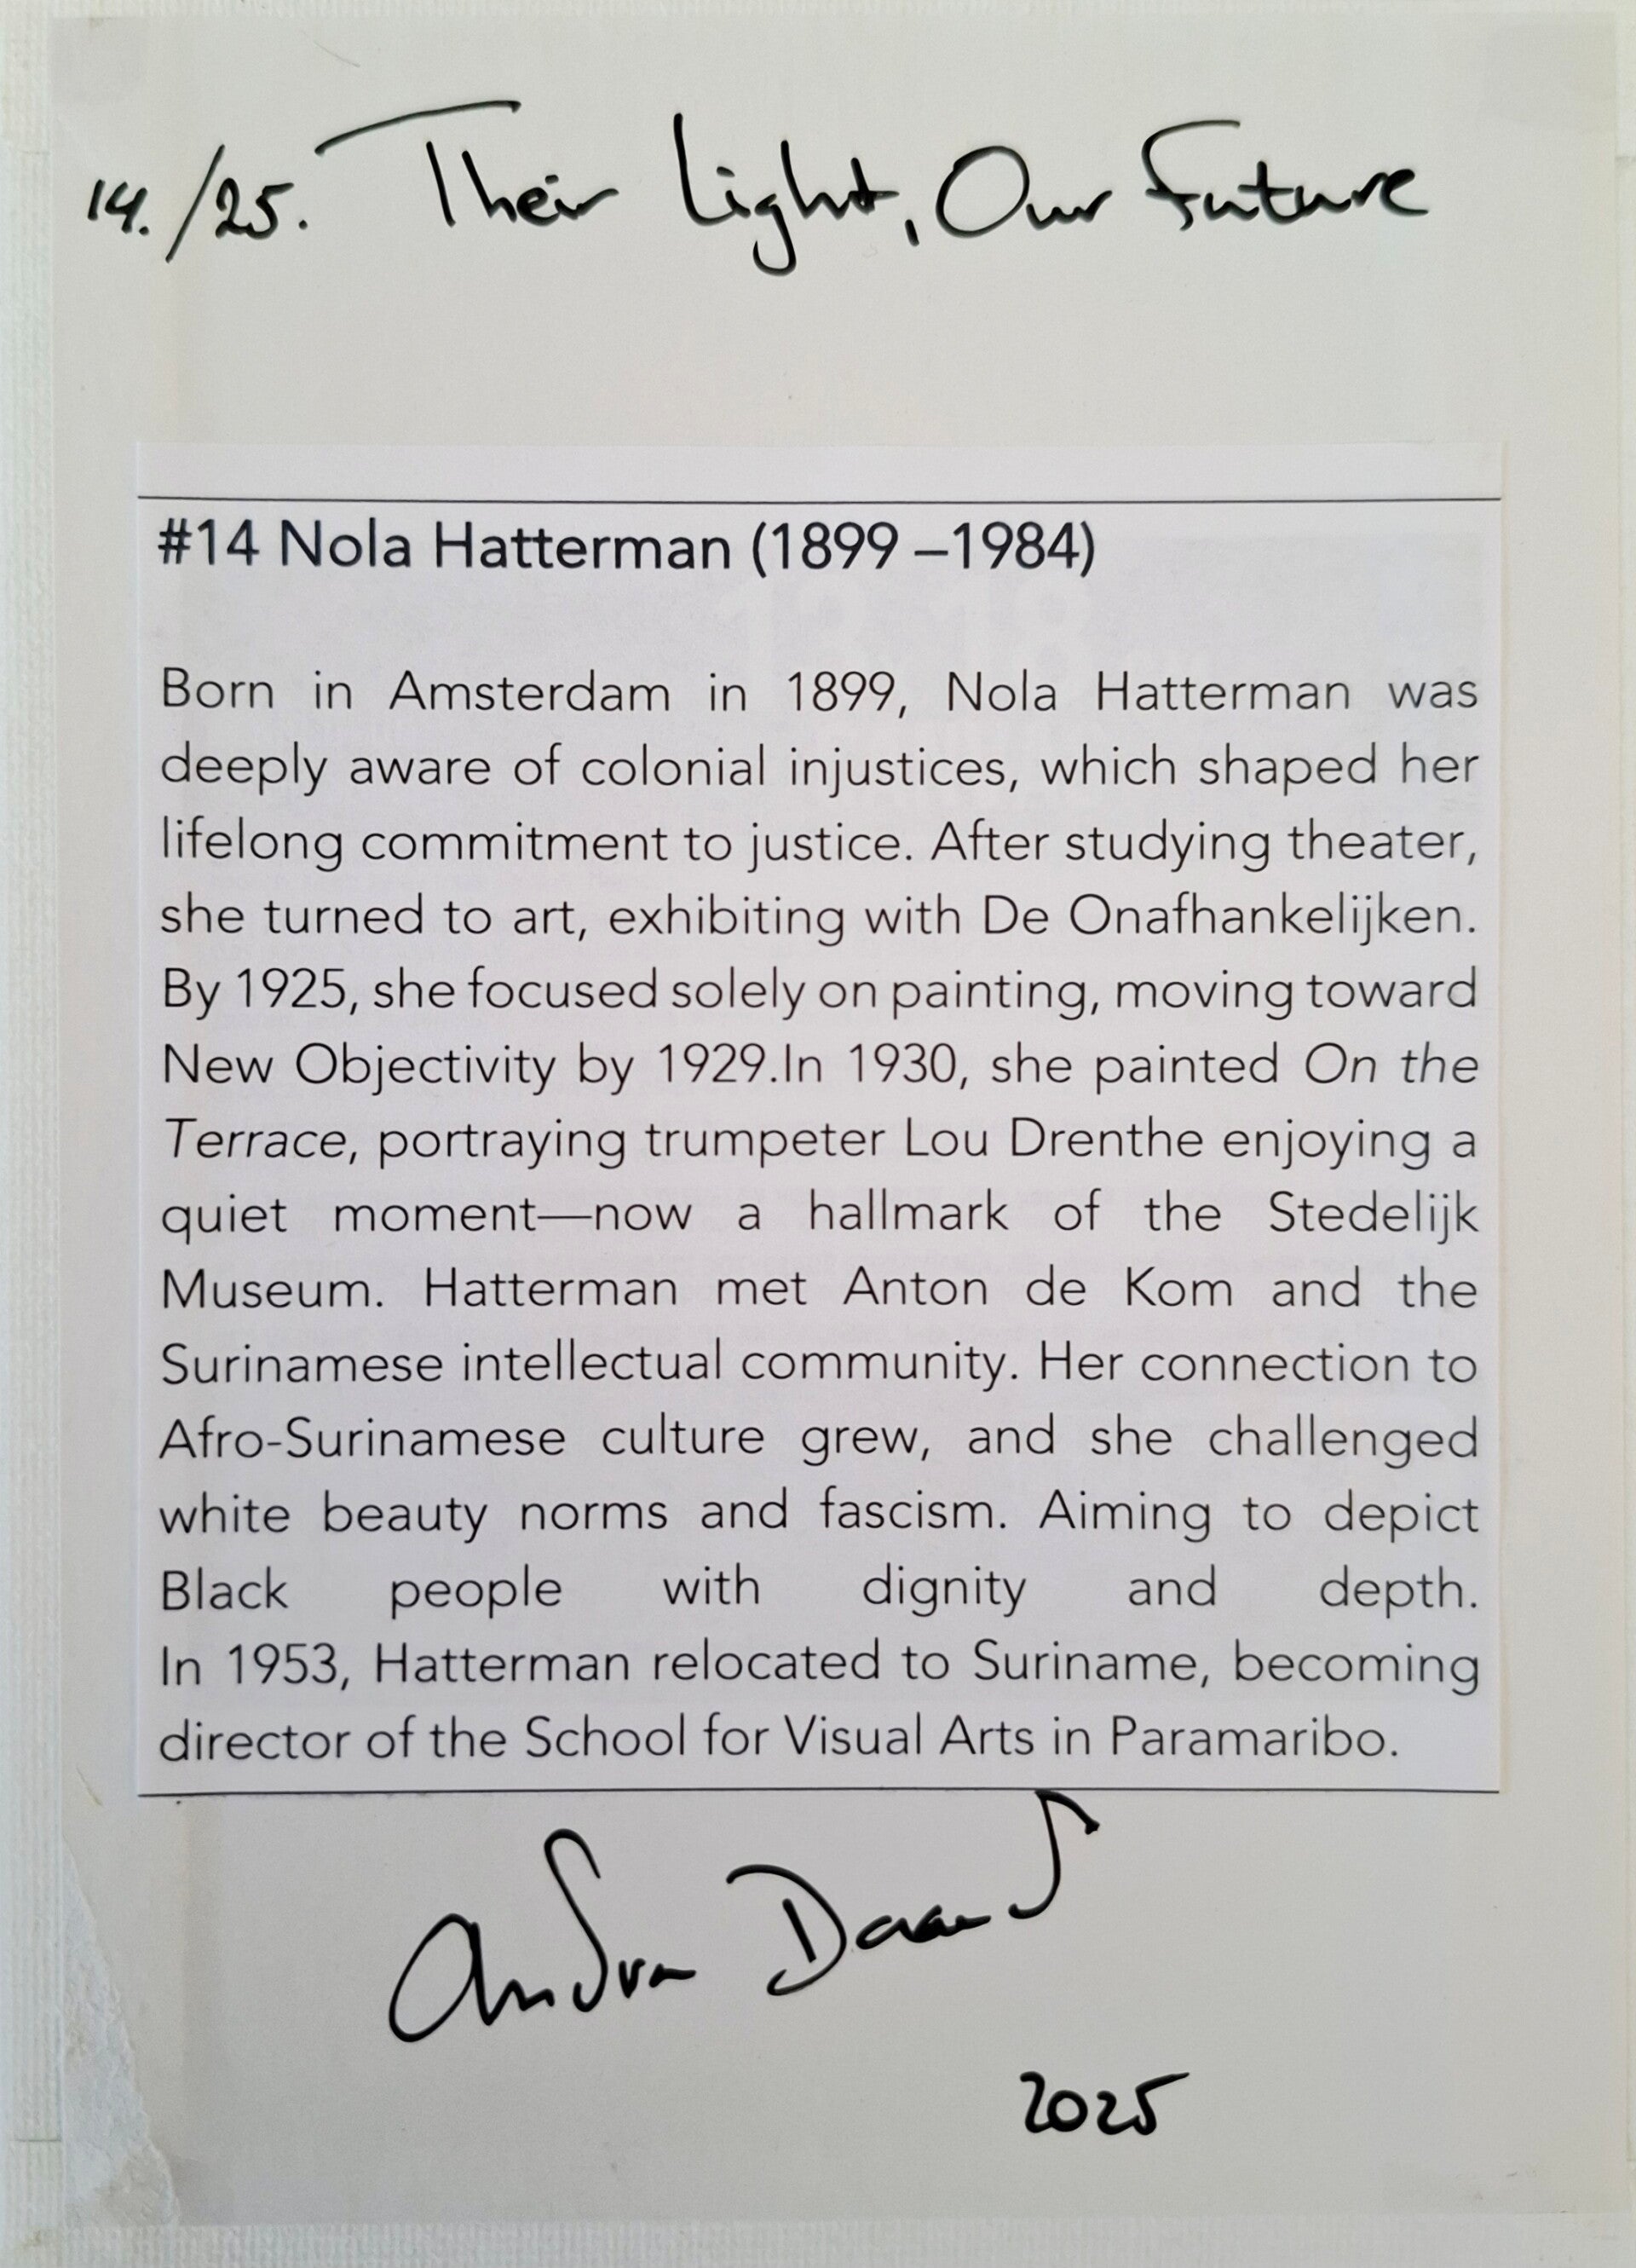 14./25. Their Light, Our Future
#14 Nola Hatterman (1899 –1984)
Born in Amsterdam in 1899, Nola Hatterman was
deeply aware of colonial injustices, which shaped her
lifelong commitment to justice. After studying theater,
she turned to art, exhibiting with De Onafhankelijken.
By 1925, she focused solely on painting, moving toward
New Objectivity by 1929.In 1930, she painted On the
Terrace, portraying trumpeter Lou Drenthe enjoying a
quiet moment—now a hallmark of the Stedelijk
Museum. Hatterman met Anton de Kom and the
Surinamese intellectual community. Her connection to
Afro-Surinamese culture grew, and she challenged
white beauty norms and fascism. Aiming to depict
Black people with dignity and depth.
In 1953, Hatterman relocated to Suriname, becoming
director of the School for Visual Arts in Paramaribo.
2025